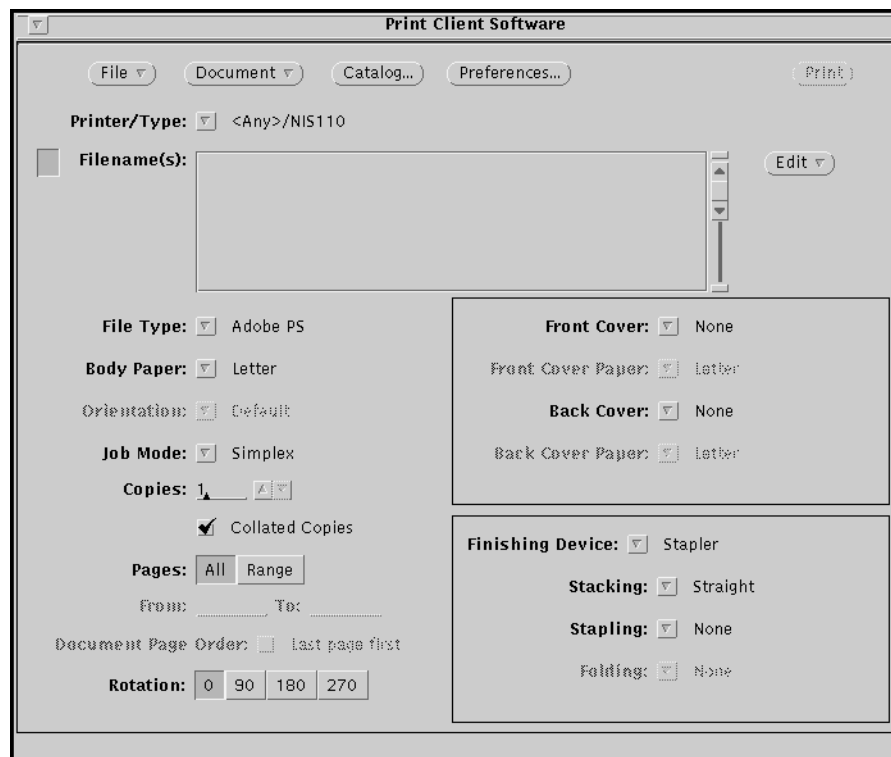 Print Client Software
File Document Catalog... Preferences... Print
Printer/Type: <Any>/NIS110
Filename(s): Edit
File Type: Adobe PS
Body Paper: Letter
Orientation: Default
Job Mode: Simplex
Copies: 1
Collated Copies
Pages: All Range
From: To:
Document Page Order: Last page first
Rotation: 0 90 180 270
Front Cover: None
Front Cover Paper: Letter
Back Cover: None
Back Cover Paper: Letter
Finishing Device: Stapler
Stacking: Straight
Stapling: None
Folding: None